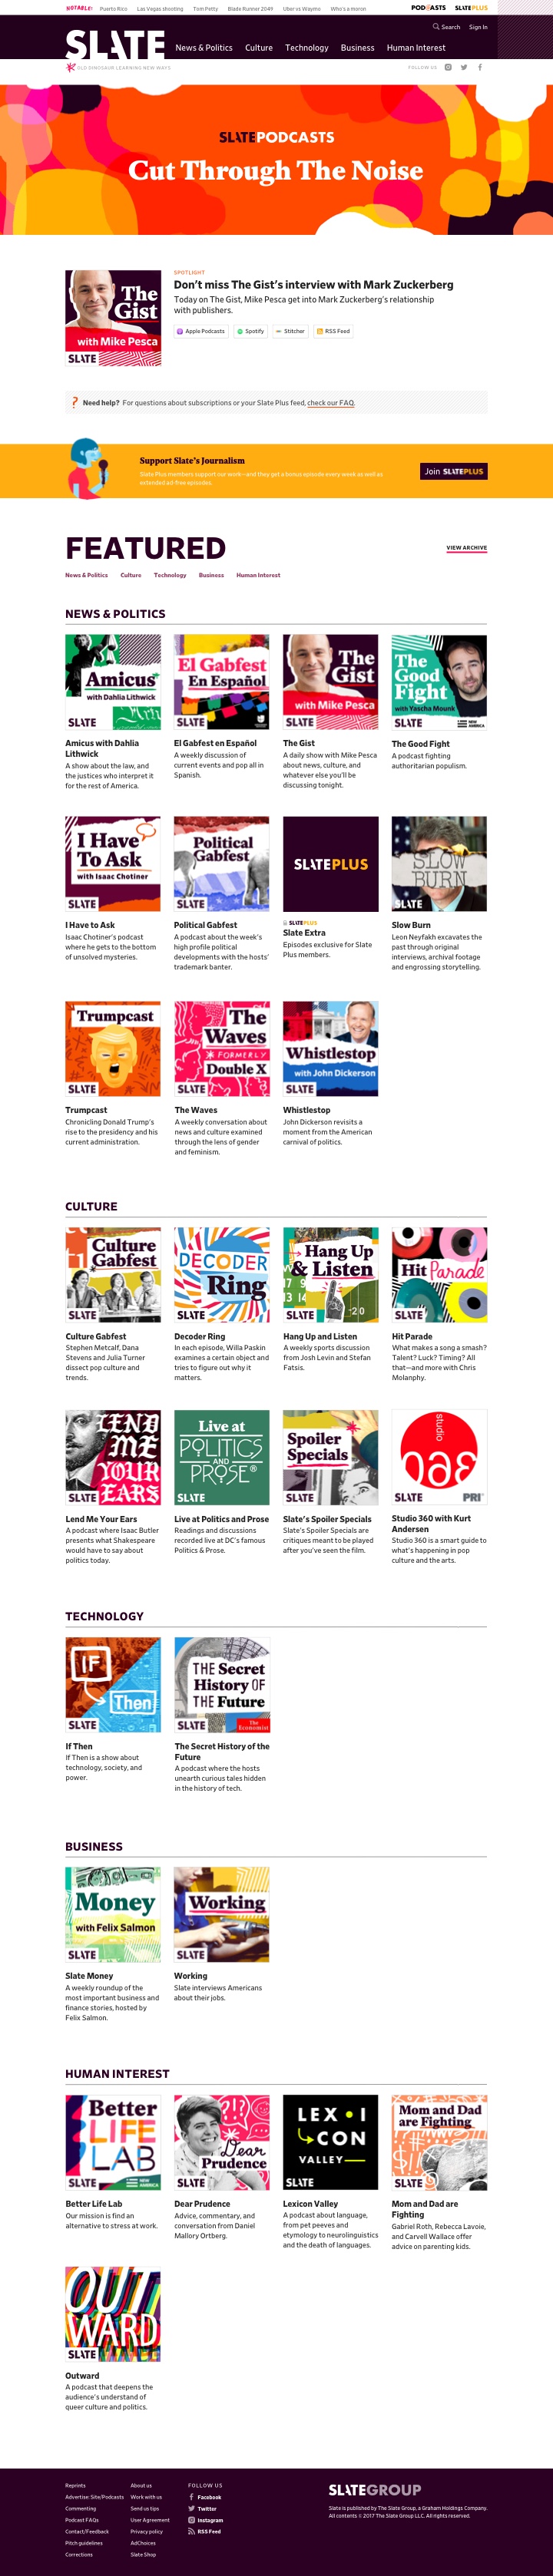 NOTABLE! Puerto Rico Las Vegas shooting Tom Petty Blade Runner 2049 Uber vs Waymo Who's a moron PODCASTS SLATEPLUS
Search Sign In
SLATE News & Politics Culture Technology Business Human Interest
OLD DINOSAUR LEARNING NEW WAYS. FOLLOW US
SLATEPODCASTS
Cut Through The Noise
The Gist
with Mike Pesca
SLATE
SPOTLIGHT
Don't miss The Gist's interview with Mark Zuckerberg
Today on The Gist, Mike Pesca get into Mark Zuckerberg's relationship
with publishers.
Apple Podcasts Spotify Stitcher RSS Feed
? Need help? For questions about subscriptions or your Slate Plus feed, check our FAQ.
Support Slate's Journalism
Slate Plus members support our work—and they get a bonus episode every week as well as
extended ad-free episodes.
Join SLATEPLUS
FEATURED
VIEW ARCHIVE
News & Politics Culture Technology Business Human Interest
NEWS & POLITICS
Amicus
with Dahlia Lithwick
SLATE
El Gabfest
En Español
SLATE
The Gist
with Mike Pesca
SLATE
The Good Fight
with Yascha Mounk
SLATE NEW AMERICA
Amicus with Dahlia
Lithwick
A show about the law, and
the justices who interpret it
for the rest of America.
El Gabfest en Español
A weekly discussion of
current events and pop all in
Spanish.
The Gist
A daily show with Mike Pesca
about news, culture, and
whatever else you'll be
discussing tonight.
The Good Fight
A podcast fighting
authoritarian populism.
I Have
To Ask
with Isaac Chotiner
SLATE
Political
Gabfest
SLATE
SLATEPLUS
SLOW
BURN
SLATE
I Have to Ask
Isaac Chotiner's podcast
where he gets to the bottom
of unsolved mysteries.
Political Gabfest
A podcast about the week's
high profile political
developments with the hosts'
trademark banter.
SLATEPLUS
Slate Extra
Episodes exclusive for Slate
Plus members.
Slow Burn
Leon Neyfakh excavates the
past through original
interviews, archival footage
and engrossing storytelling.
Trumpcast
SLATE
The
Waves
FORMERLY
Double X
SLATE
Whistlestop
with John Dickerson
SLATE
Trumpcast
Chronicling Donald Trump's
rise to the presidency and his
current administration.
The Waves
A weekly conversation about
news and culture examined
through the lens of gender
and feminism.
Whistlestop
John Dickerson revisits a
moment from the American
carnival of politics.
CULTURE
Culture
Gabfest
SLATE
DECODER
Ring
SLATE
Hang Up
& Listen
SLATE
Hit Parade
SLATE
Culture Gabfest
Stephen Metcalf, Dana
Stevens and Julia Turner
dissect pop culture and
trends.
Decoder Ring
In each episode, Willa Paskin
examines a certain object and
tries to figure out why it
matters.
Hang Up and Listen
A weekly sports discussion
from Josh Levin and Stefan
Fatsis.
Hit Parade
What makes a song a smash?
Talent? Luck? Timing? All
that—and more with Chris
Molanphy.
LEND
ME
YOUR
EARS
SLATE
Live at
POLITICS
AND
PROSE®
SLATE
Spoiler
Specials
SLATE
studio
360
SLATE PRI
Lend Me Your Ears
A podcast where Isaac Butler
presents what Shakespeare
would have to say about
politics today.
Live at Politics and Prose
Readings and discussions
recorded live at DC's famous
Politics & Prose.
Slate's Spoiler Specials
Slate's Spoiler Specials are
critiques meant to be played
after you've seen the film.
Studio 360 with Kurt
Andersen
Studio 360 is a smart guide to
what's happening in pop
culture and the arts.
TECHNOLOGY
IF
Then
SLATE
THE Secret
History OF
THE Future
SLATE The Economist
If Then
If Then is a show about
technology, society, and
power.
The Secret History of the
Future
A podcast where the hosts
unearth curious tales hidden
in the history of tech.
BUSINESS
Money
with Felix Salmon
SLATE
Working
SLATE
Slate Money
A weekly roundup of the
most important business and
finance stories, hosted by
Felix Salmon.
Working
Slate interviews Americans
about their jobs.
HUMAN INTEREST
Better
LIFE
LAB
SLATE NEW AMERICA
Dear
Prudence
SLATE
LEXICON
VALLEY
SLATE
Mom and Dad
are Fighting
SLATE
Better Life Lab
Our mission is find an
alternative to stress at work.
Dear Prudence
Advice, commentary, and
conversation from Daniel
Mallory Ortberg.
Lexicon Valley
A podcast about language,
from pet peeves and
etymology to neurolinguistics
and the death of languages.
Mom and Dad are
Fighting
Gabriel Roth, Rebecca Lavoie,
and Carvell Wallace offer
advice on parenting kids.
OUT
WARD
SLATE
Outward
A podcast that deepens the
audience's understand of
queer culture and politics.
Reprints
Advertise: Site/Podcasts
Commenting
Podcast FAQs
Contact/Feedback
Pitch guidelines
Corrections
About us
Work with us
Send us tips
User Agreement
Privacy policy
AdChoices
Slate Shop
FOLLOW US
Facebook
Twitter
Instagram
RSS Feed
SLATEGROUP
Slate is published by The Slate Group, a Graham Holdings Company.
All contents © 2017 The Slate Group LLC. All rights reserved.